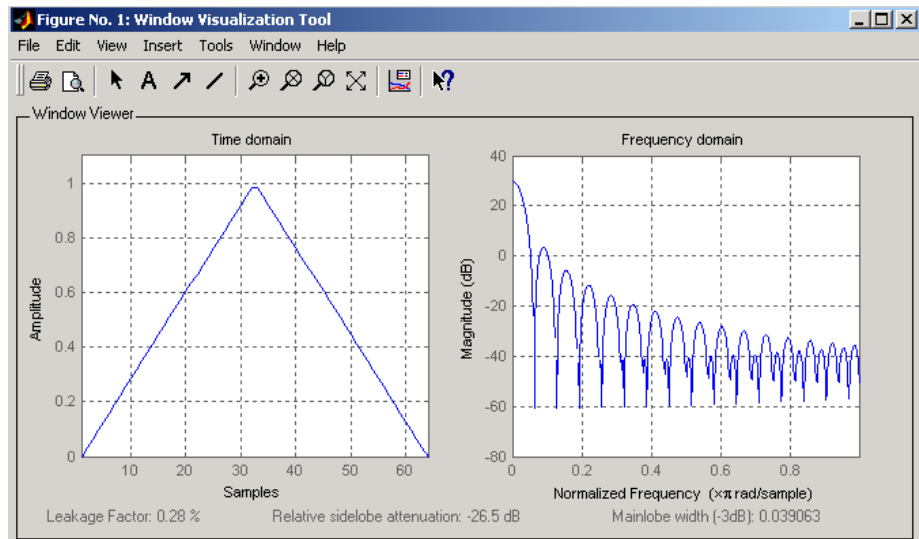 Figure No. 1: Window Visualization Tool
File Edit View Insert Tools Window Help
A
Window Viewer
Time domain
Amplitude
1
0.8
0.6
0.4
0.2
0
10 20 30 40 50 60
Samples
Frequency domain
Magnitude (dB)
40
20
0
-20
-40
-60
-80
0 0.2 0.4 0.6 0.8
Normalized Frequency (×π rad/sample)
Leakage Factor: 0.28 % Relative sidelobe attenuation: -26.5 dB Mainlobe width (-3dB): 0.039063